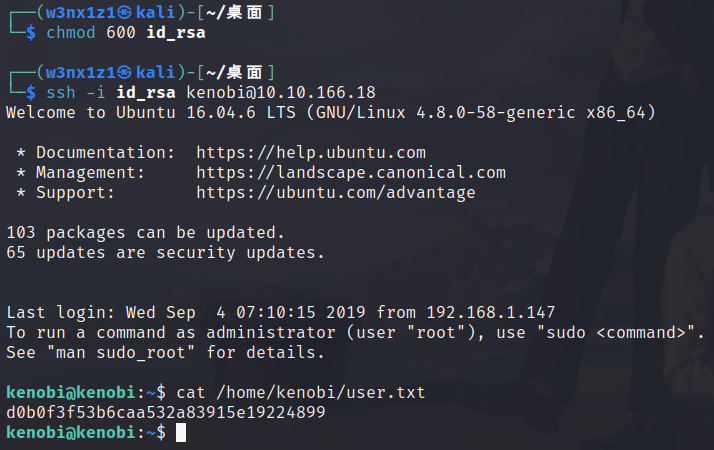 ┌──(w3nx1z1㉿kali)-[~/桌面]
└─$ chmod 600 id_rsa
┌──(w3nx1z1㉿kali)-[~/桌面]
└─$ ssh -i id_rsa kenobi@10.10.166.18
Welcome to Ubuntu 16.04.6 LTS (GNU/Linux 4.8.0-58-generic x86_64)
* Documentation:  https://help.ubuntu.com
* Management:     https://landscape.canonical.com
* Support:        https://ubuntu.com/advantage
103 packages can be updated.
65 updates are security updates.
Last login: Wed Sep  4 07:10:15 2019 from 192.168.1.147
To run a command as administrator (user "root"), use "sudo <command>".
See "man sudo_root" for details.
kenobi@kenobi:~$ cat /home/kenobi/user.txt
d0b0f3f53b6caa532a83915e19224899
kenobi@kenobi:~$